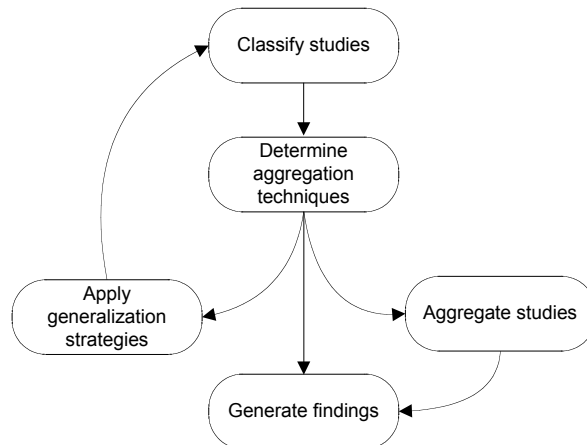 Classify studies
Determine
aggregation
techniques
Apply
generalization
strategies
Aggregate studies
Generate findings